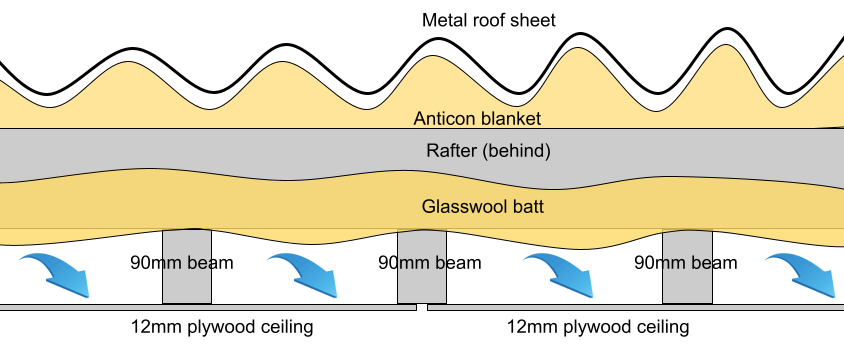 Metal roof sheet
Anticon blanket
Rafter (behind)
Glasswool batt
90mm beam 90mm beam 90mm beam
12mm plywood ceiling 12mm plywood ceiling